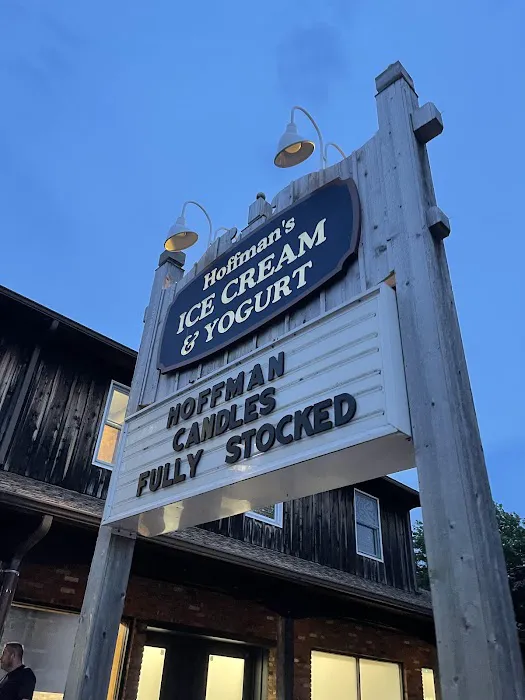 Hoffman's
ICE CREAM
& YOGURT
HOFFMAN
CANDLES
FULLY STOCKED